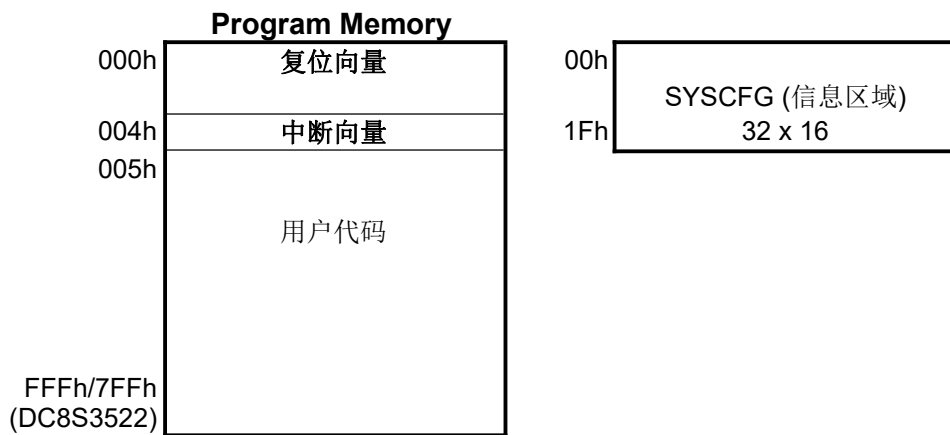 Program Memory
000h
复位向量
004h
中断向量
005h
用户代码
FFFh/7FFh
(DC8S3522)
00h
SYSCFG (信息区域)
1Fh
32 x 16